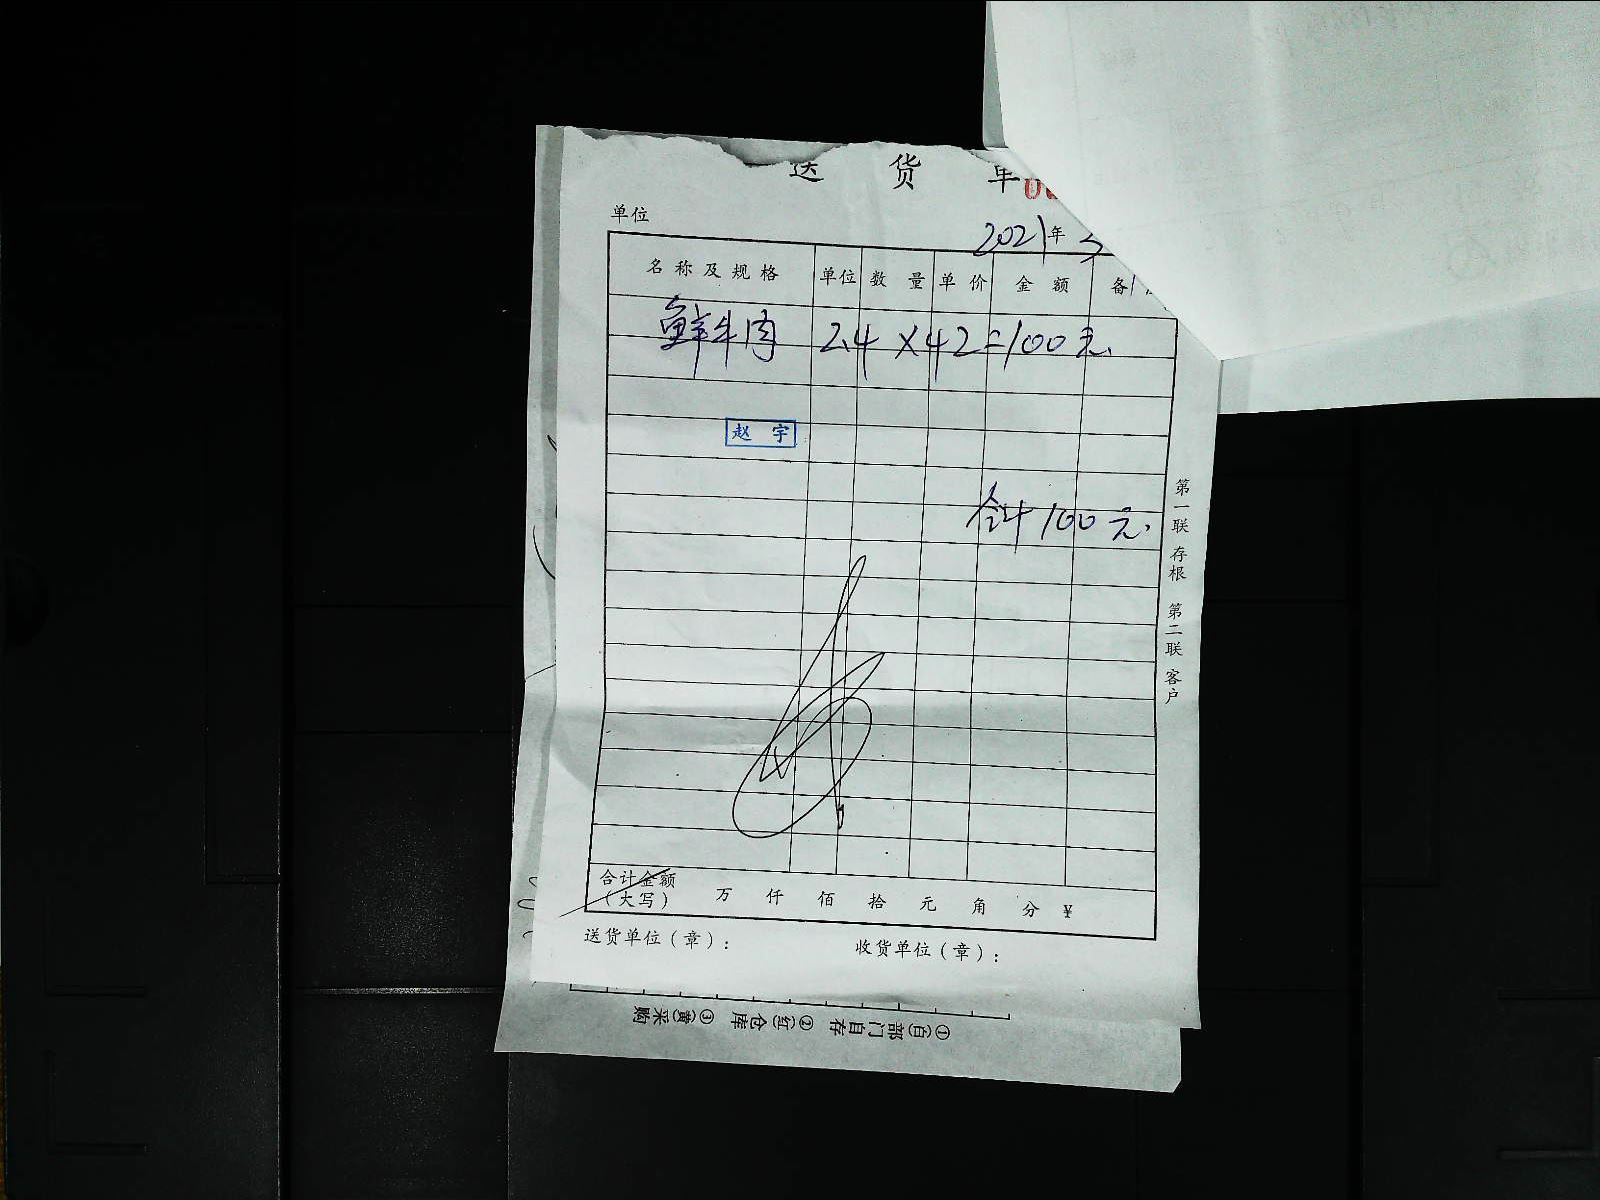 送 货 单
单位
2021年
名称及规格 单位 数量 单价 金额 备
鲜牛肉 2.4 ×42=100元
赵 宇
合计100元.
第一联 存根 第二联 客户
合计金额 万 仟 佰 拾 元 角 分 ¥
(大写)
送货单位(章): 收货单位(章):
①(白)部门自存 ②(红)仓库 ③(黄)采购